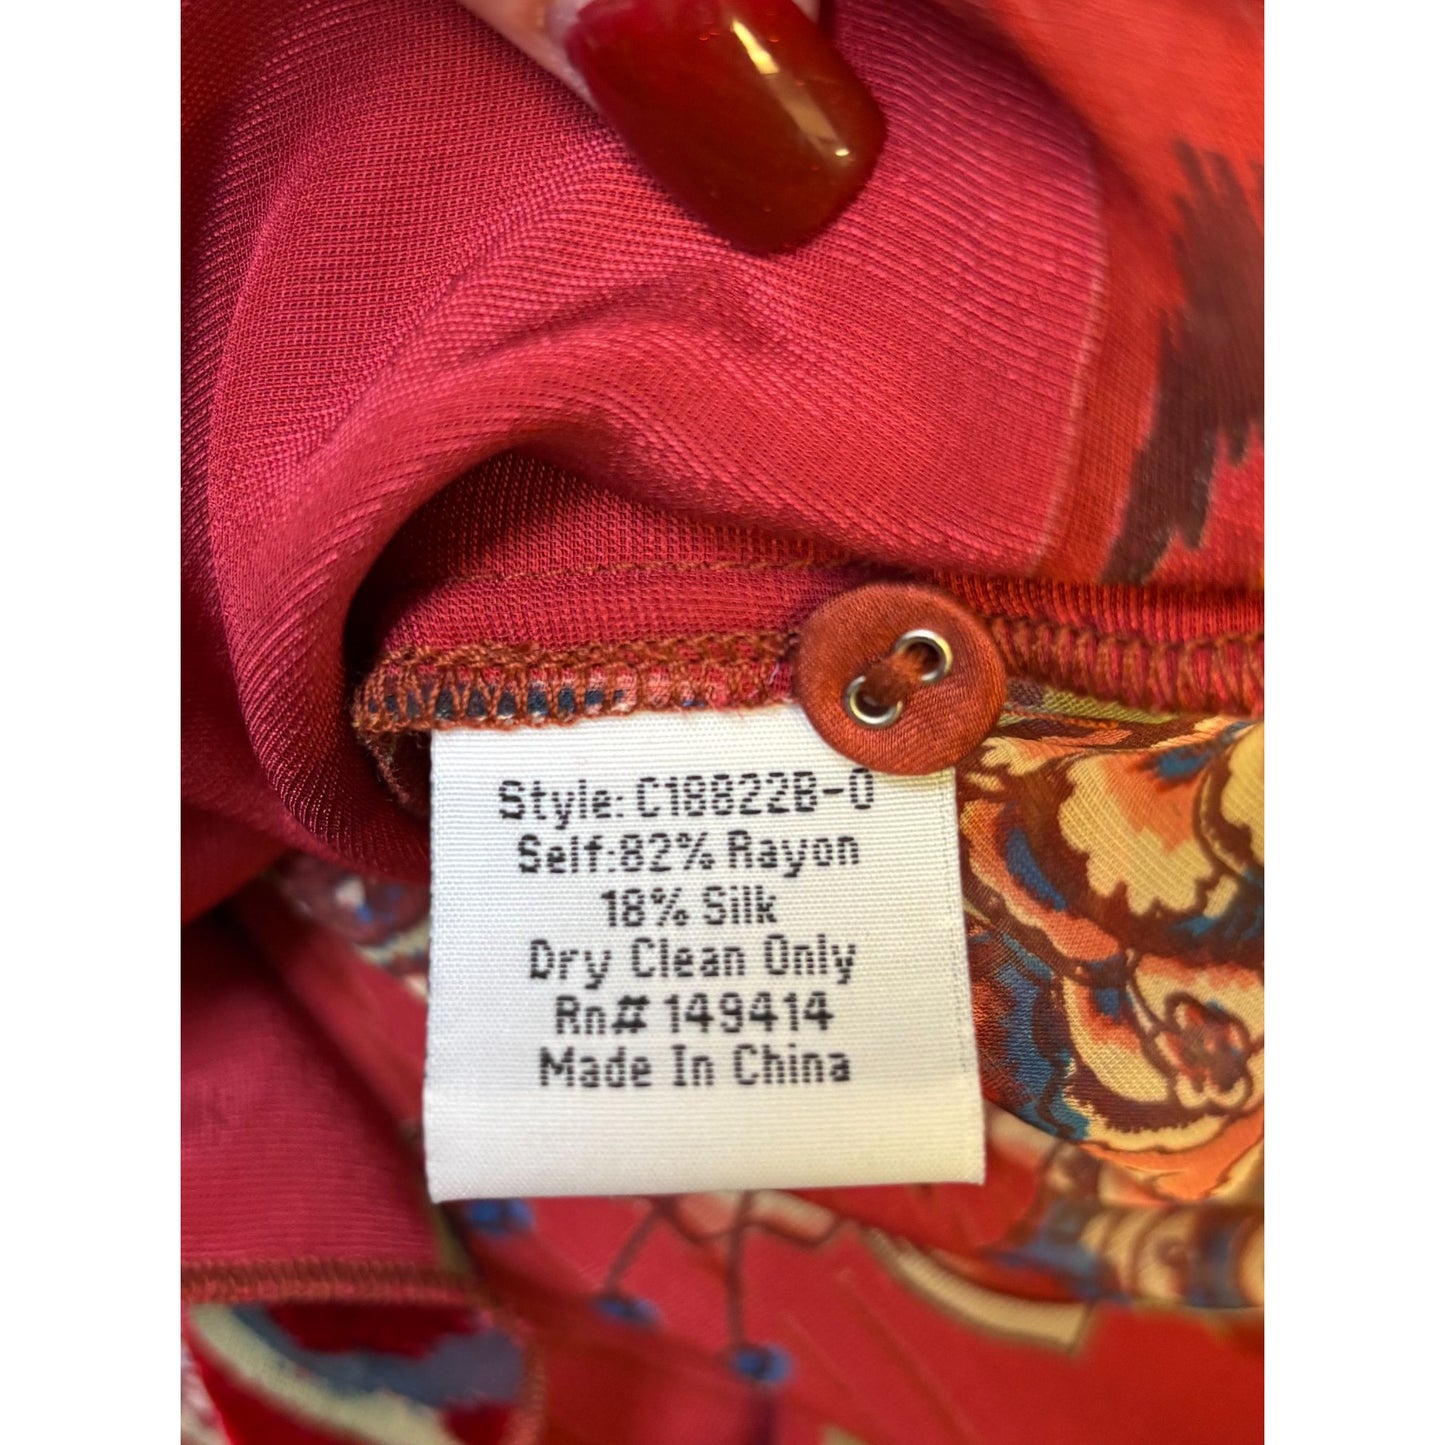 Style: C18822B-0
Self:82% Rayon
18% Silk
Dry Clean Only
Rn# 149414
Made In China